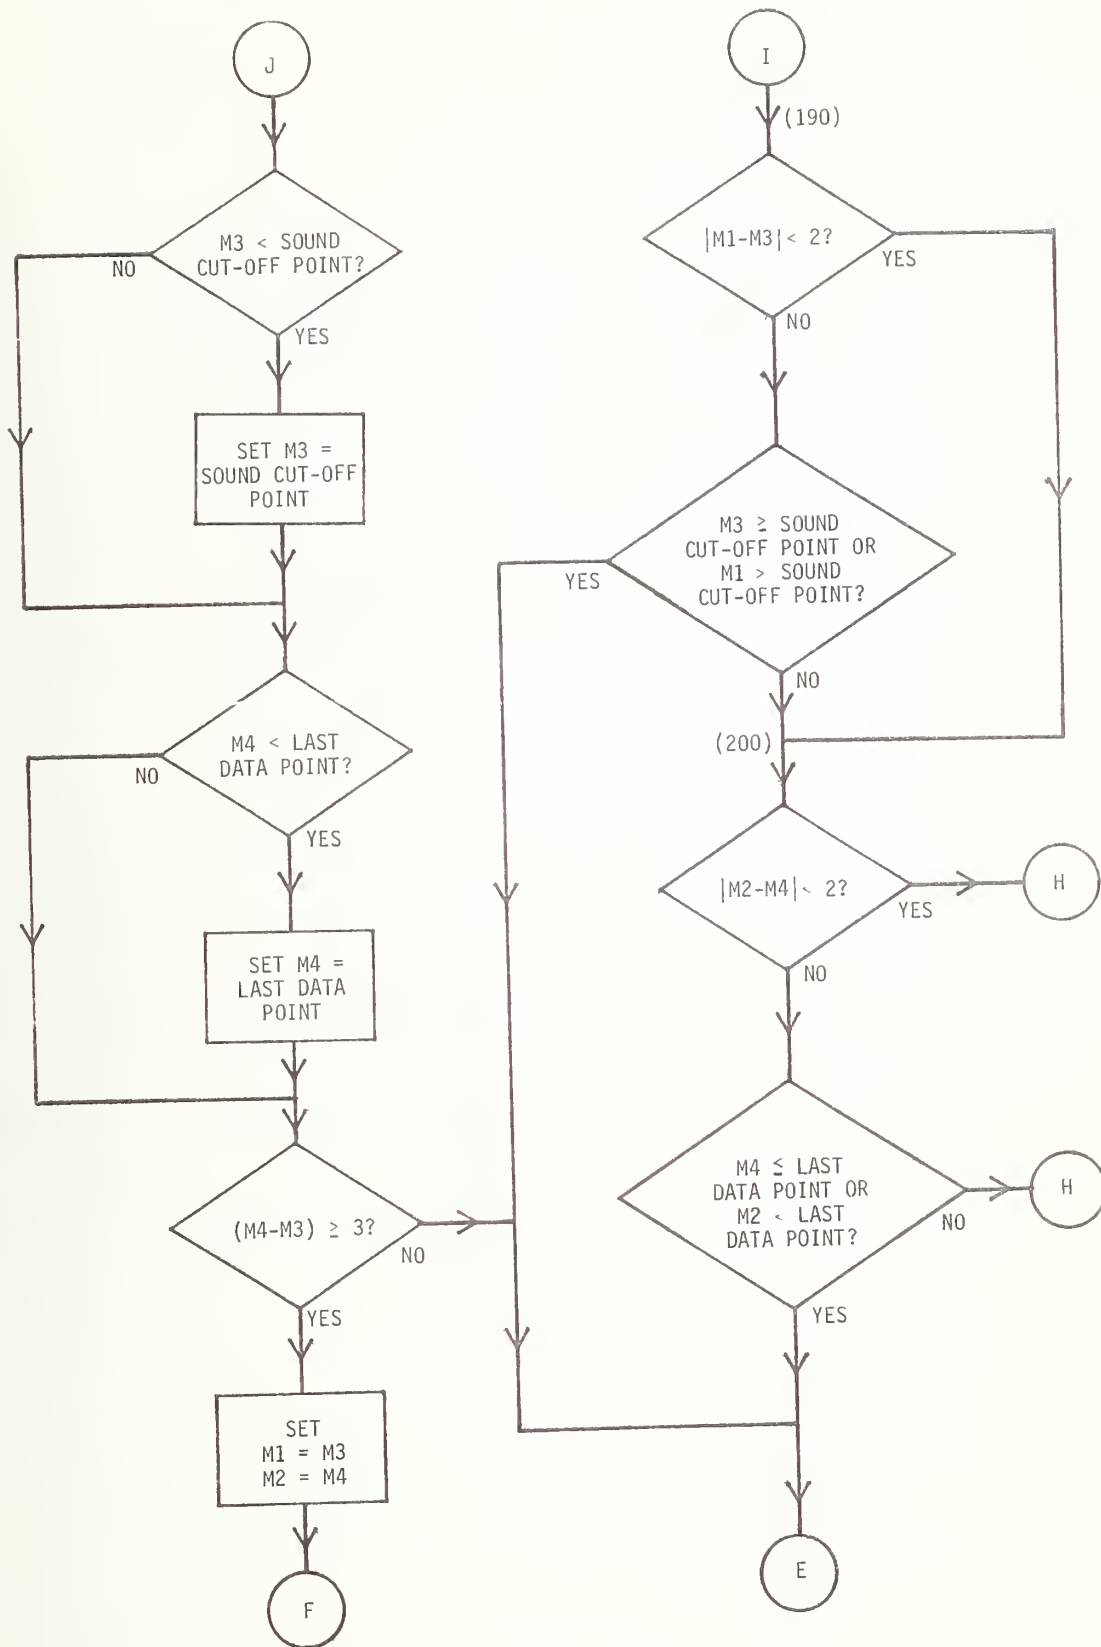 J
M3 < SOUND
CUT-OFF POINT?
NO
YES
SET M3 =
SOUND CUT-OFF
POINT
M4 < LAST
DATA POINT?
NO
YES
SET M4 =
LAST DATA
POINT
(M4-M3) ≥ 3?
NO
YES
SET
M1 = M3
M2 = M4
F
I
(190)
|M1-M3| < 2?
YES
NO
M3 ≥ SOUND
CUT-OFF POINT OR
M1 > SOUND
CUT-OFF POINT?
YES
NO
(200)
|M2-M4| < 2?
YES
H
NO
M4 ≤ LAST
DATA POINT OR
M2 < LAST
DATA POINT?
NO
H
YES
E